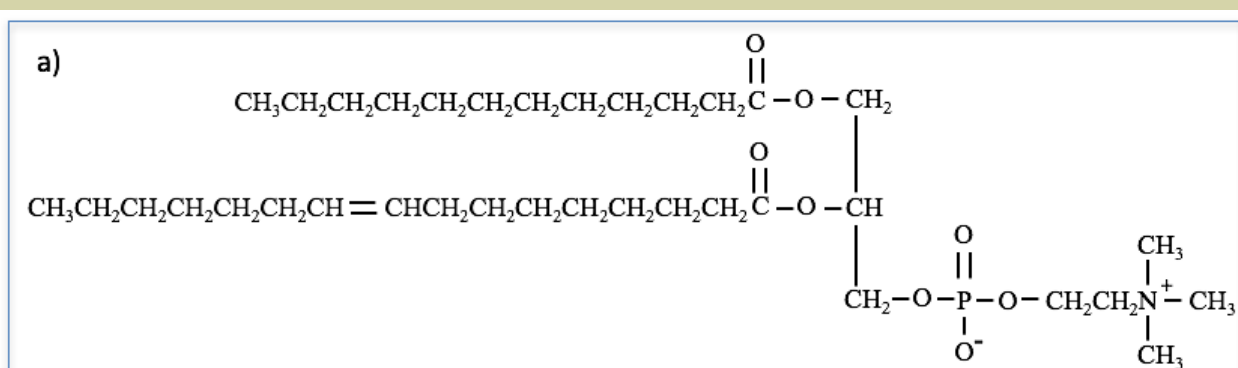 a)
O
CH₃CH₂CH₂CH₂CH₂CH₂CH₂CH₂CH₂CH₂CH₂C–O–CH₂
O
CH₃CH₂CH₂CH₂CH₂CH₂CH=CHCH₂CH₂CH₂CH₂CH₂CH₂CH₂C–O–CH
O CH₃
CH₂–O–P–O–CH₂CH₂N⁺–CH₃
O⁻ CH₃